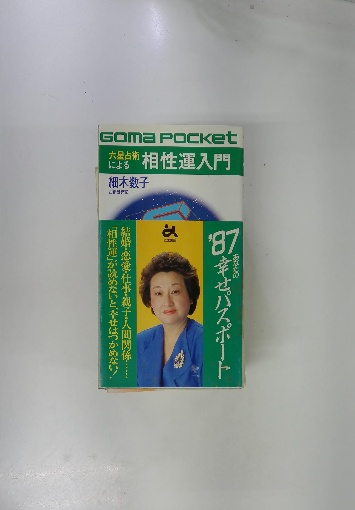 Goma Pocket
六星占術
による
相性運入門
細木数子
'87
あなたの
幸せパスポート
結婚・恋愛・仕事・親子・人間関係……
「相性運」が読めないと、幸せはつかめない!